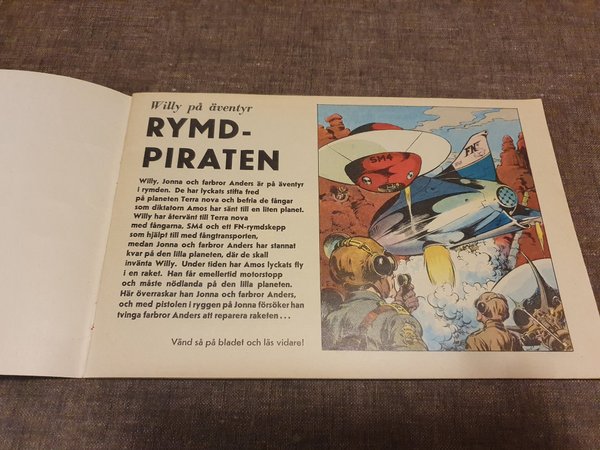 Willy på äventyr
RYMD-
PIRATEN
Willy, Jonna och farbror Anders är på äventyr
i rymden. De har lyckats stifta fred
på planeten Terra nova och befria de fångar
som diktatorn Amos har sänt till en liten planet.
Willy har återvänt till Terra nova
med fångarna, SM4 och ett FN-rymdskepp
som hjälpt till med fångtransporten,
medan Jonna och farbror Anders har stannat
kvar på den lilla planeten, där de skall
invänta Willy. Under tiden har Amos lyckats fly
i en raket. Han får emellertid motorstopp
och måste nödlanda på den lilla planeten.
Här överraskar han Jonna och farbror Anders,
och med pistolen i ryggen på Jonna försöker han
tvinga farbror Anders att reparera raketen...
Vänd så på bladet och läs vidare!
SM4
FN